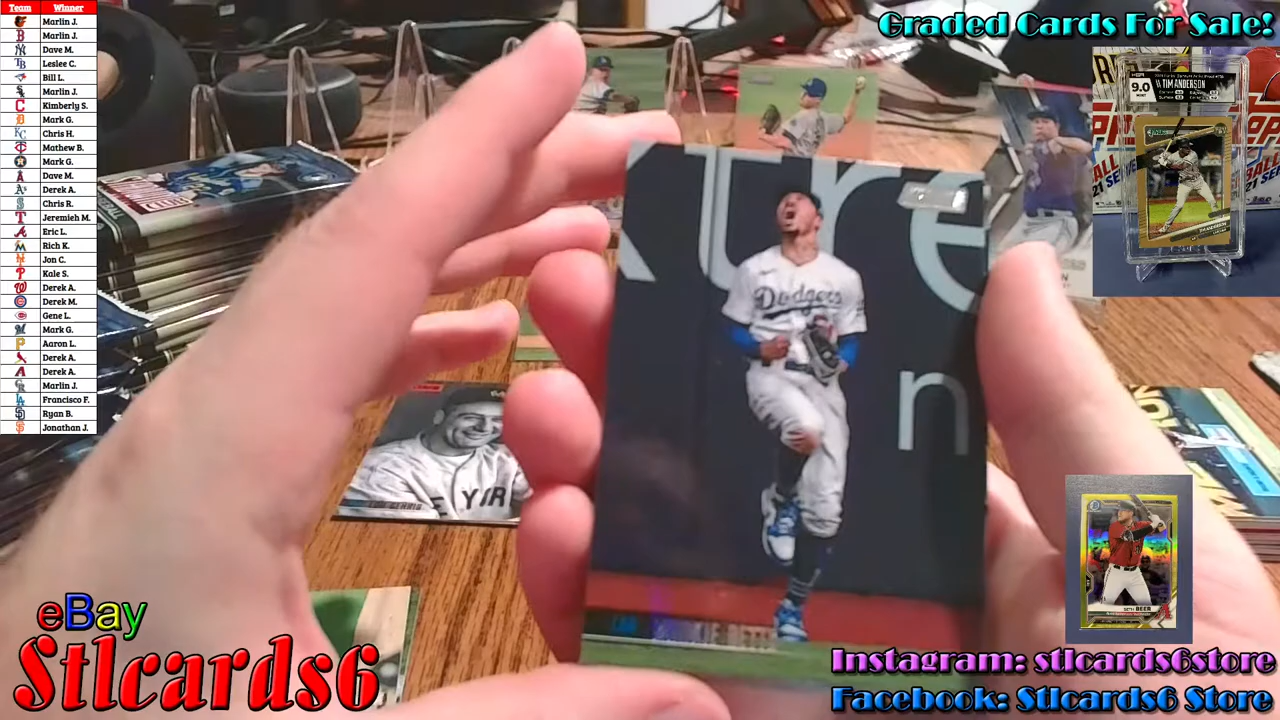 Team Winner
Marlin J.
Marlin J.
Dave M.
Leslee C.
Bill L.
Marlin J.
Kimberly S.
Mark G.
Chris H.
Mathew B.
Mark G.
Dave M.
Derek A.
Chris R.
Jeremieh M.
Eric L.
Rich K.
Jon C.
Kale S.
Derek A.
Derek M.
Gene L.
Mark G.
Aaron L.
Derek A.
Derek A.
Marlin J.
Francisco F.
Ryan B.
Jonathan J.
Graded Cards For Sale!
9.0
TIM ANDERSON
Dodgers
SETH BEER
eBay
Stlcards6
Instagram: stlcards6store
Facebook: Stlcards6 Store